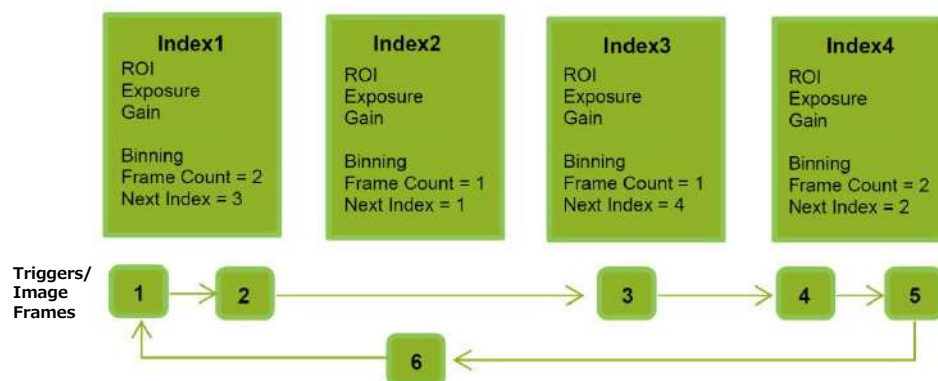 Index1
ROI
Exposure
Gain
Binning
Frame Count = 2
Next Index = 3
Index2
ROI
Exposure
Gain
Binning
Frame Count = 1
Next Index = 1
Index3
ROI
Exposure
Gain
Binning
Frame Count = 1
Next Index = 4
Index4
ROI
Exposure
Gain
Binning
Frame Count = 2
Next Index = 2
Triggers/
Image
Frames
1
2
3
4
5
6